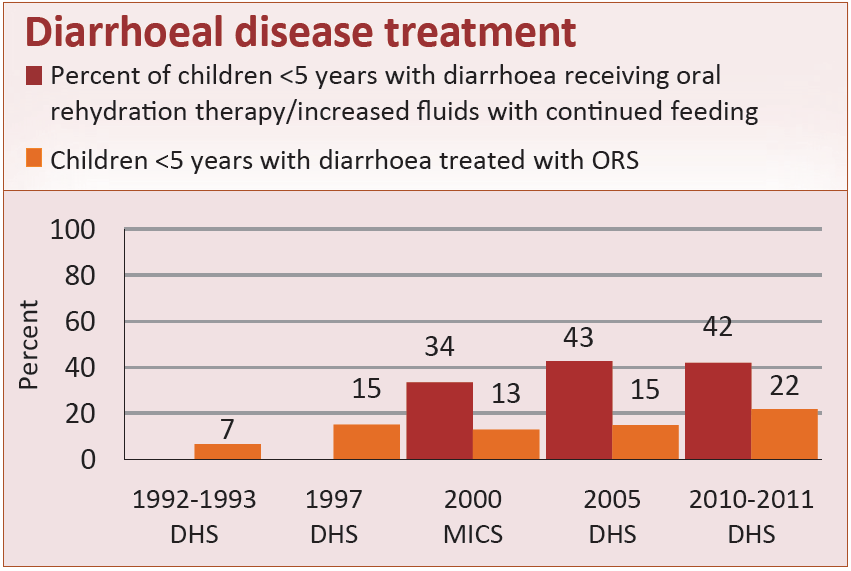 Diarrhoeal disease treatment
Percent of children <5 years with diarrhoea receiving oral
rehydration therapy/increased fluids with continued feeding
Children <5 years with diarrhoea treated with ORS
Percent
100
80
60
40
20
0
7
15
34
13
43
15
42
22
1992-1993
DHS
1997
DHS
2000
MICS
2005
DHS
2010-2011
DHS